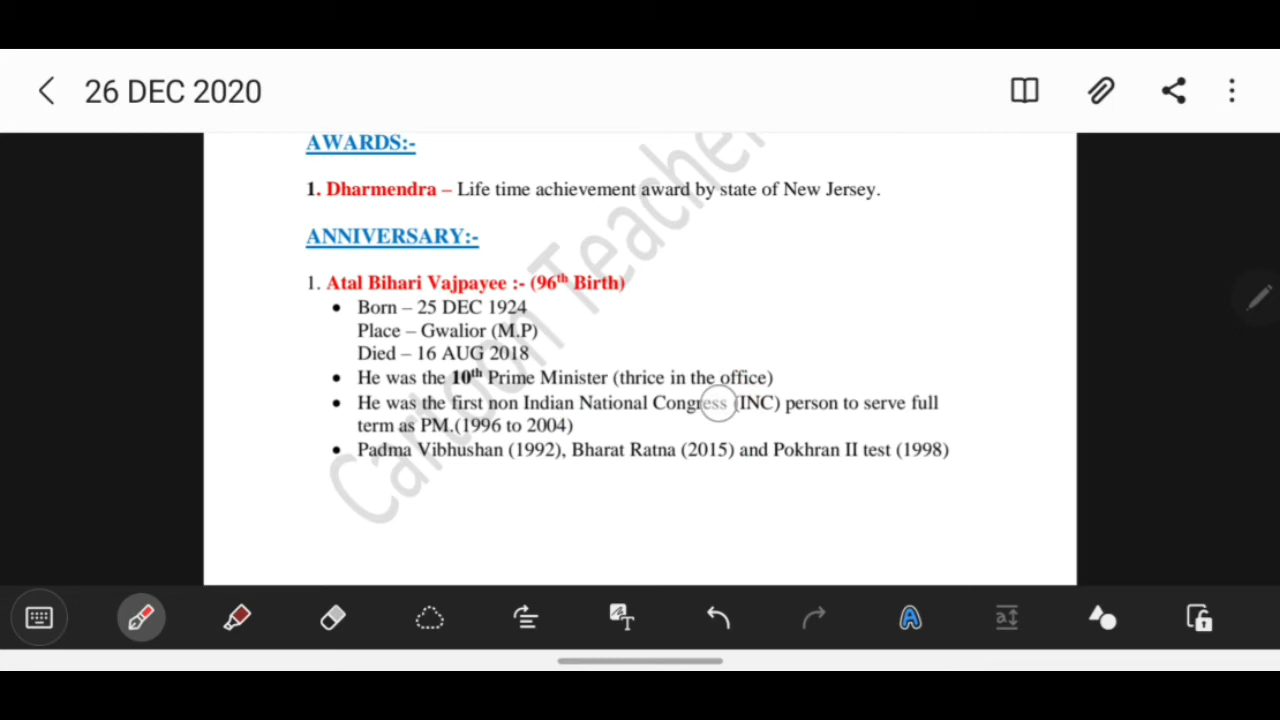 26 DEC 2020
AWARDS:-
1. Dharmendra – Life time achievement award by state of New Jersey.
ANNIVERSARY:-
1. Atal Bihari Vajpayee :- (96th Birth)
• Born – 25 DEC 1924
Place – Gwalior (M.P)
Died – 16 AUG 2018
• He was the 10th Prime Minister (thrice in the office)
• He was the first non Indian National Congress (INC) person to serve full
term as PM.(1996 to 2004)
• Padma Vibhushan (1992), Bharat Ratna (2015) and Pokhran II test (1998)
Cartoon Teacher